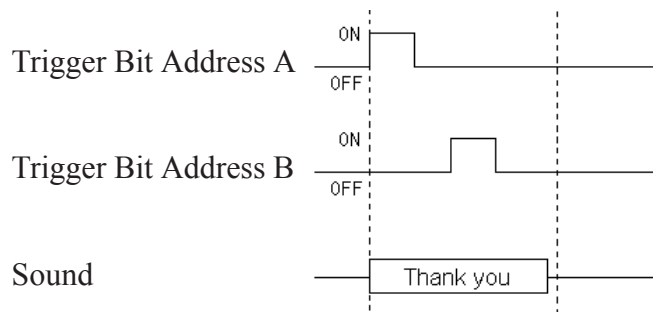 ON
Trigger Bit Address A
OFF
ON
Trigger Bit Address B
OFF
Sound
Thank you